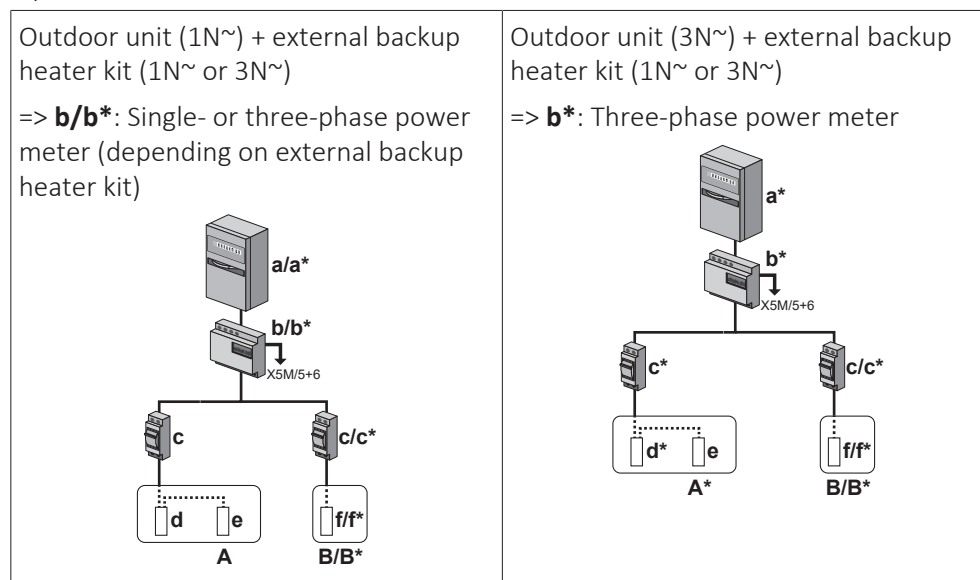 Outdoor unit (1N~) + external backup
heater kit (1N~ or 3N~)
=> b/b*: Single- or three-phase power
meter (depending on external backup
heater kit)
a/a*
b/b*
X5M/5+6
c
c/c*
d
e
f/f*
A
B/B*
Outdoor unit (3N~) + external backup
heater kit (1N~ or 3N~)
=> b*: Three-phase power meter
a*
b*
X5M/5+6
c*
c/c*
d*
e
f/f*
A*
B/B*